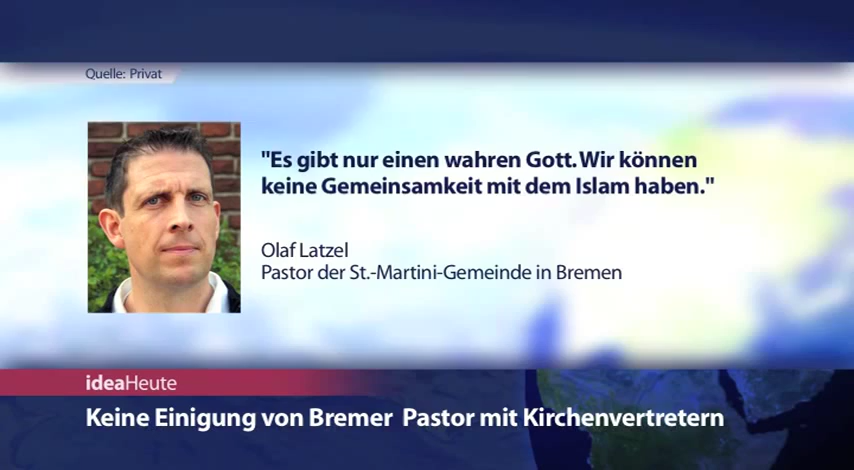 Quelle: Privat
"Es gibt nur einen wahren Gott. Wir können
keine Gemeinsamkeit mit dem Islam haben."
Olaf Latzel
Pastor der St.-Martini-Gemeinde in Bremen
ideaHeute
Keine Einigung von Bremer Pastor mit Kirchenvertretern